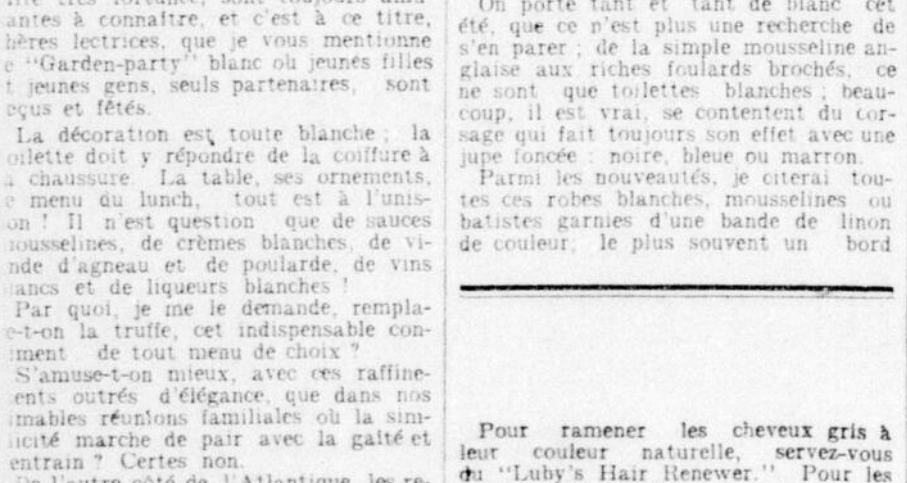 antes à connaître, et c'est à ce titre,
hères lectrices, que je vous mentionne
e "Garden-party" blanc où jeunes filles
t jeunes gens, seuls partenaires, sont
eçus et fêtés.
La décoration est toute blanche ; la
oilette doit y répondre de la coiffure à
a chaussure. La table, ses ornements,
e menu du lunch, tout est à l'unis-
on ! Il n'est question que de sauces
ousselines, de crèmes blanches, de vi-
nde d'agneau et de poularde, de vins
lancs et de liqueurs blanches !
Par quoi, je me le demande, rempla-
e-t-on la truffe, cet indispensable con-
iment de tout menu de choix ?
S'amuse-t-on mieux, avec ces raffine-
ents outrés d'élégance, que dans nos
imables réunions familiales où la sim-
licité marche de pair avec la gaîté et
entrain ? Certes non.
De l'autre côté de l'Atlantique, les re-
On porte tant et tant de blanc cet
été, que ce n'est plus une recherche de
s'en parer ; de la simple mousseline an-
glaise aux riches foulards brochés, ce
ne sont que toilettes blanches ; beau-
coup, il est vrai, se contentent du cor-
sage qui fait toujours son effet avec une
jupe foncée : noire, bleue ou marron.
Parmi les nouveautés, je citerai tou-
tes ces robes blanches, mousselines ou
batistes garnies d'une bande de linon
de couleur; le plus souvent un bord
Pour ramener les cheveux gris à
leur couleur naturelle, servez-vous
du "Luby's Hair Renewer." Pour les